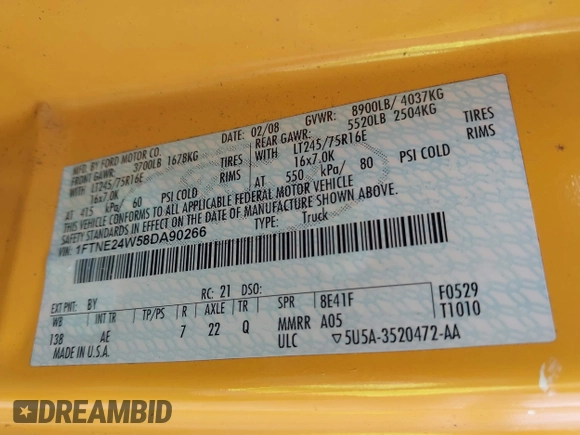 MFD. BY FORD MOTOR CO. DATE: 02/08 GVWR: 8900LB/ 4037KG
FRONT GAWR: 3700LB 1678KG REAR GAWR: 5520LB 2504KG
WITH LT245/75R16E TIRES WITH LT245/75R16E TIRES
16x7.0K RIMS 16x7.0K RIMS
AT 415 kPa/ 60 PSI COLD AT 550 kPa/ 80 PSI COLD
THIS VEHICLE CONFORMS TO ALL APPLICABLE FEDERAL MOTOR VEHICLE
SAFETY STANDARDS IN EFFECT ON THE DATE OF MANUFACTURE SHOWN ABOVE.
VIN: 1FTNE24W58DA90266 TYPE: Truck
EXT PNT: BY RC: 21 DSO:
WB INT TR TP/PS R AX TR SPR 8E41F F0529
138 AE 7 22 Q MMRR A05 T1010
MADE IN U.S.A. ULC ▽5U5A-3520472-AA
DREAMBID